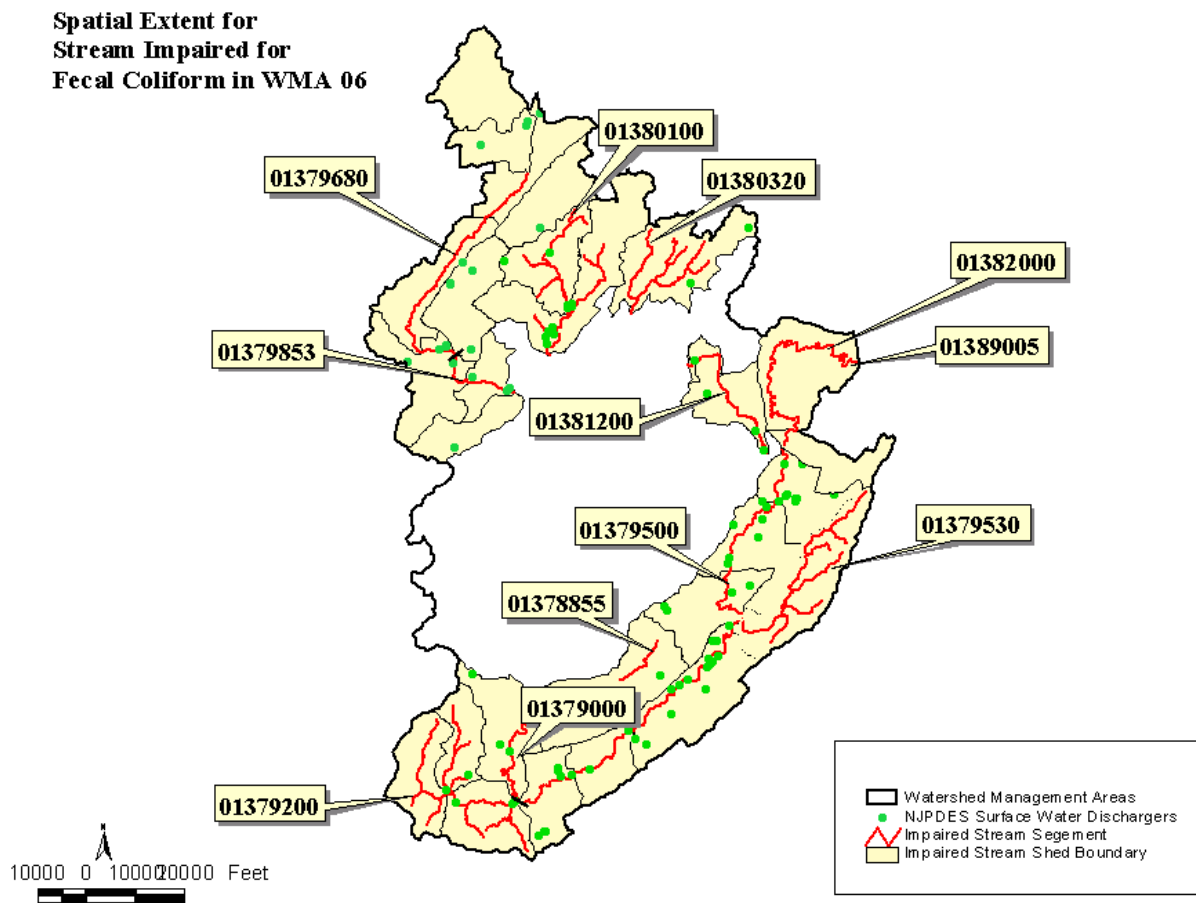 Spatial Extent for
Stream Impaired for
Fecal Coliform in WMA 06
01380100
01379680
01380320
01382000
01389005
01379853
01381200
01379500
01379530
01378855
01379000
01379200
N
10000 0 10000 20000 Feet
Watershed Management Areas
NJPDES Surface Water Dischargers
Impaired Stream Segement
Impaired Stream Shed Boundary